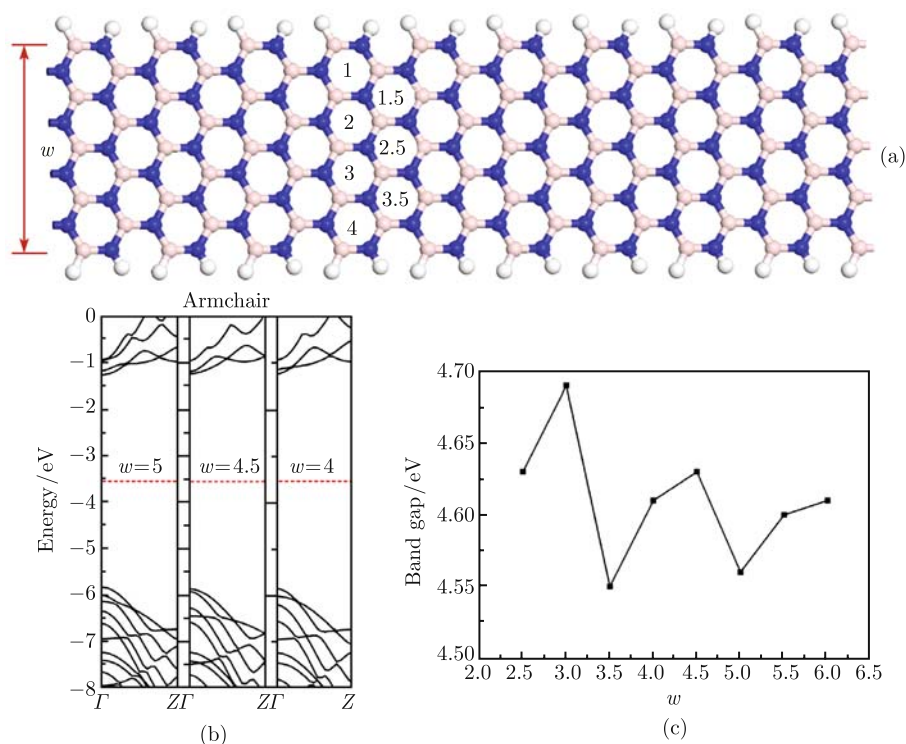 w
1
1.5
2
2.5
3
3.5
4
(a)
Armchair
Energy/eV
0
−1
−2
−3
−4
−5
−6
−7
−8
w=5
w=4.5
w=4
Γ
ZΓ
ZΓ
Z
(b)
Band gap/eV
4.70
4.65
4.60
4.55
4.50
2.0 2.5 3.0 3.5 4.0 4.5 5.0 5.5 6.0 6.5
w
(c)